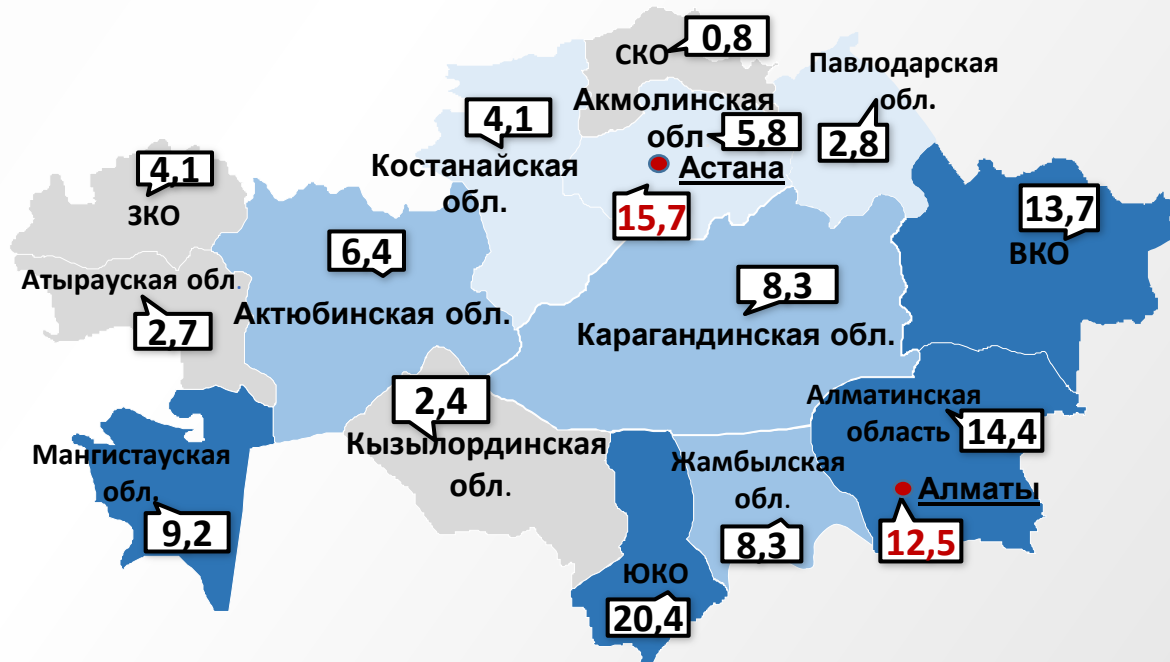 0,8
СКО
Павлодарская
обл.
2,8
Акмолинская
обл
5,8
Астана
15,7
4,1
Костанайская
обл.
4,1
ЗКО
13,7
ВКО
6,4
Актюбинская обл.
Атырауская обл.
2,7
8,3
Карагандинская обл.
2,4
Кызылординская
обл.
Алматинская
область
14,4
Мангистауская
обл.
9,2
Жамбылская
обл.
8,3
Алматы
12,5
ЮКО
20,4